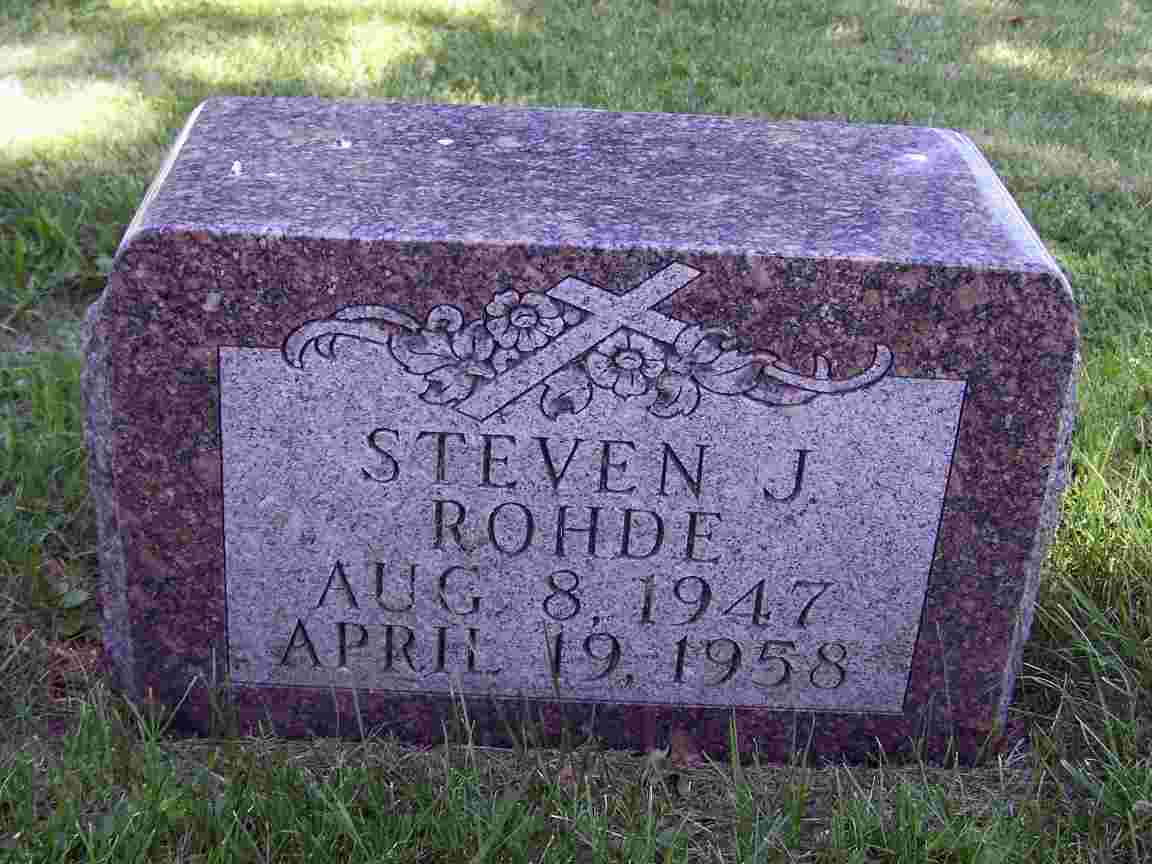 STEVEN J.
ROHDE
AUG 8, 1947
APRIL 19, 1958